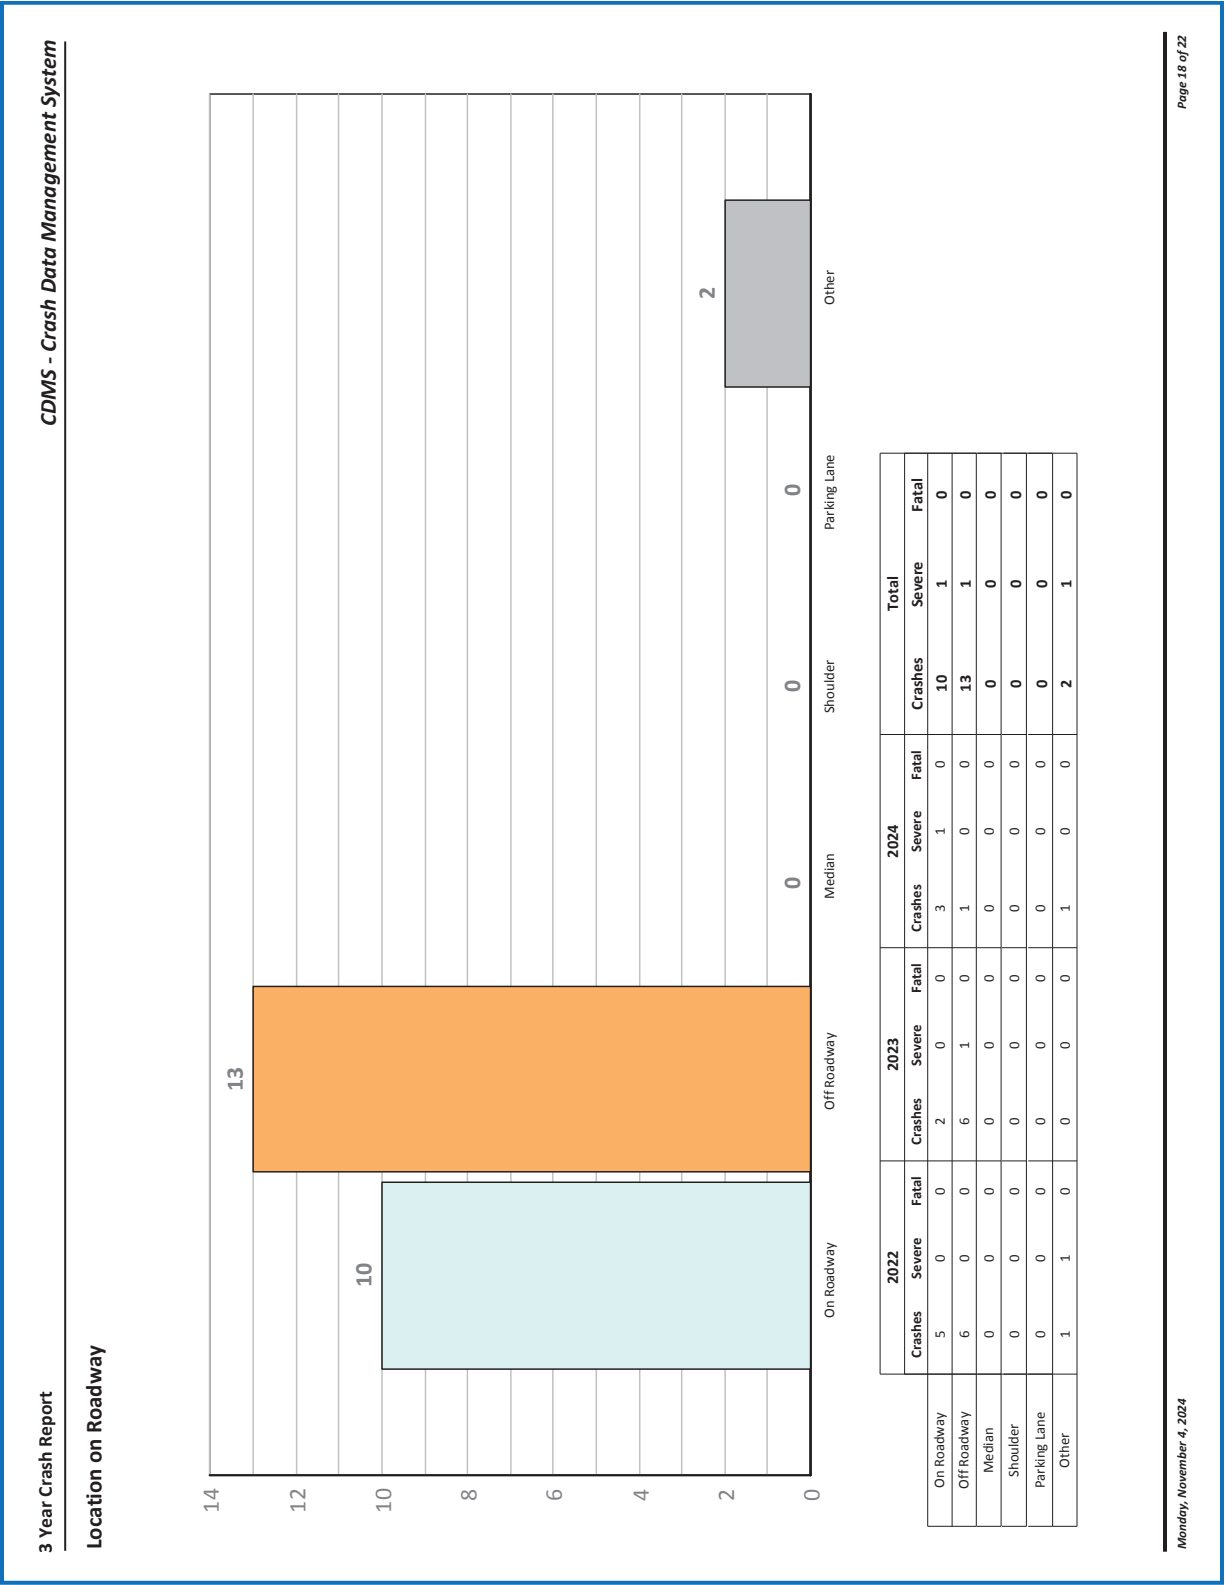 3 Year Crash Report CDMS - Crash Data Management System
Location on Roadway
14
12
10
8
6
4
2
0
10
13
0
0
0
2
On Roadway Off Roadway Median Shoulder Parking Lane Other
2022 2023 2024 Total
Crashes Severe Fatal Crashes Severe Fatal Crashes Severe Fatal Crashes Severe Fatal
On Roadway 5 0 0 2 0 0 3 1 0 10 1 0
Off Roadway 6 0 0 6 1 0 1 0 0 13 1 0
Median 0 0 0 0 0 0 0 0 0 0 0 0
Shoulder 0 0 0 0 0 0 0 0 0 0 0 0
Parking Lane 0 0 0 0 0 0 0 0 0 0 0 0
Other 1 1 0 0 0 0 1 0 0 2 1 0
Monday, November 4, 2024 Page 18 of 22